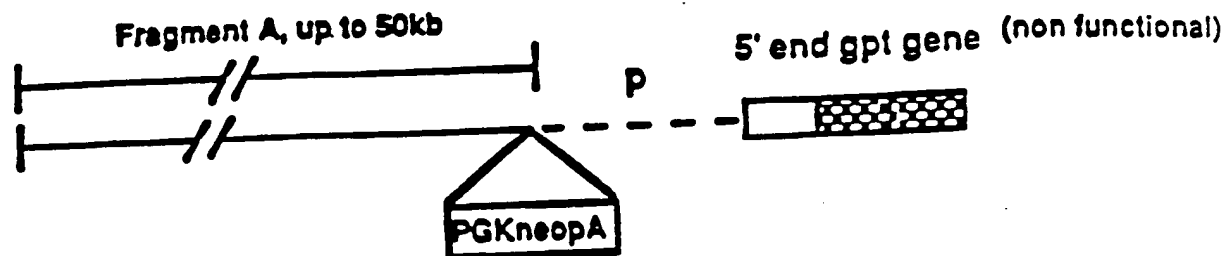 Fragment A, up to 50kb
5' end gpt gene (non functional)
p
PGKneopA